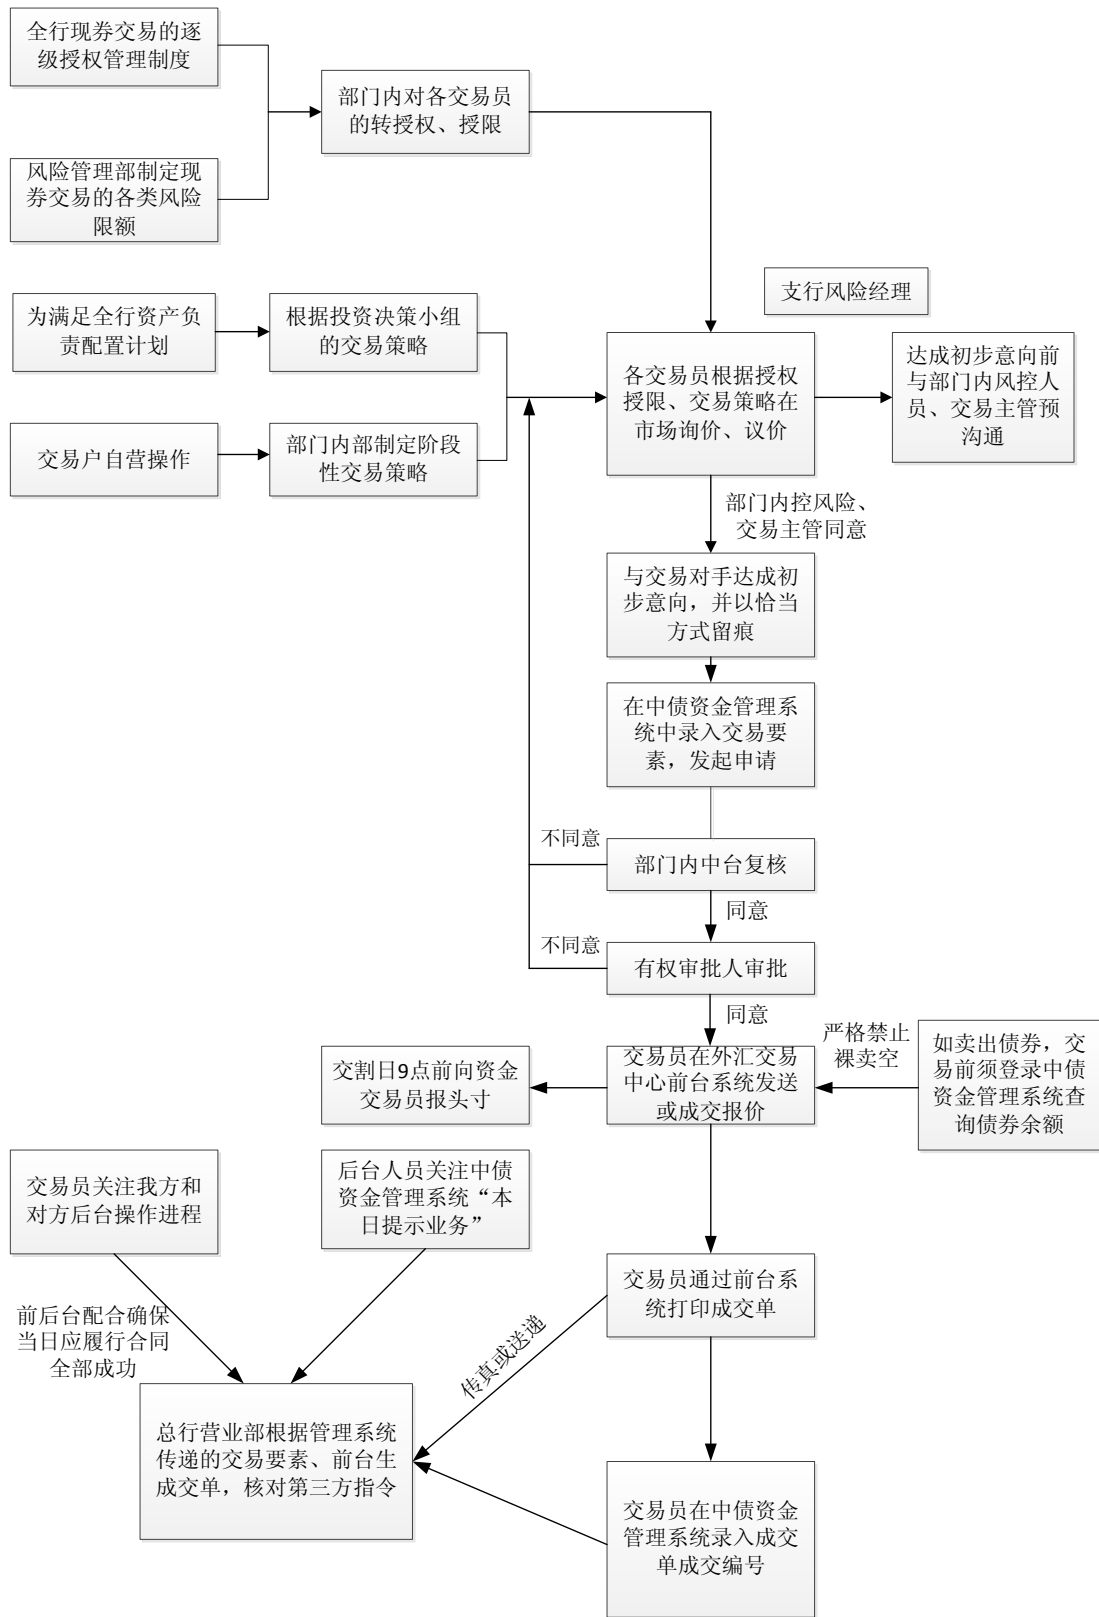 全行现券交易的逐
级授权管理制度
部门内对各交易员
的转授权、授限
风险管理部制定现
券交易的各类风险
限额
支行风险经理
为满足全行资产负
责配置计划
根据投资决策小组
的交易策略
各交易员根据授权
授限、交易策略在
市场询价、议价
达成初步意向前
与部门内风控人
员、交易主管预
沟通
交易户自营操作
部门内部制定阶段
性交易策略
部门内控风险、
交易主管同意
与交易对手达成初
步意向，并以恰当
方式留痕
在中债资金管理系
统中录入交易要
素，发起申请
不同意
部门内中台复核
同意
不同意
有权审批人审批
同意
交割日9点前向资金
交易员报头寸
交易员在外汇交易
中心前台系统发送
或成交报价
严格禁止
裸卖空
如卖出债券，交
易前须登录中债
资金管理系统查
询债券余额
交易员关注我方和
对方后台操作进程
后台人员关注中债
资金管理系统“本
日提示业务”
交易员通过前台系
统打印成交单
前后台配合确保
当日应履行合同
全部成功
传真或送递
总行营业部根据管理系统
传递的交易要素、前台生
成交单，核对第三方指令
交易员在中债资金
管理系统录入成交
单成交编号